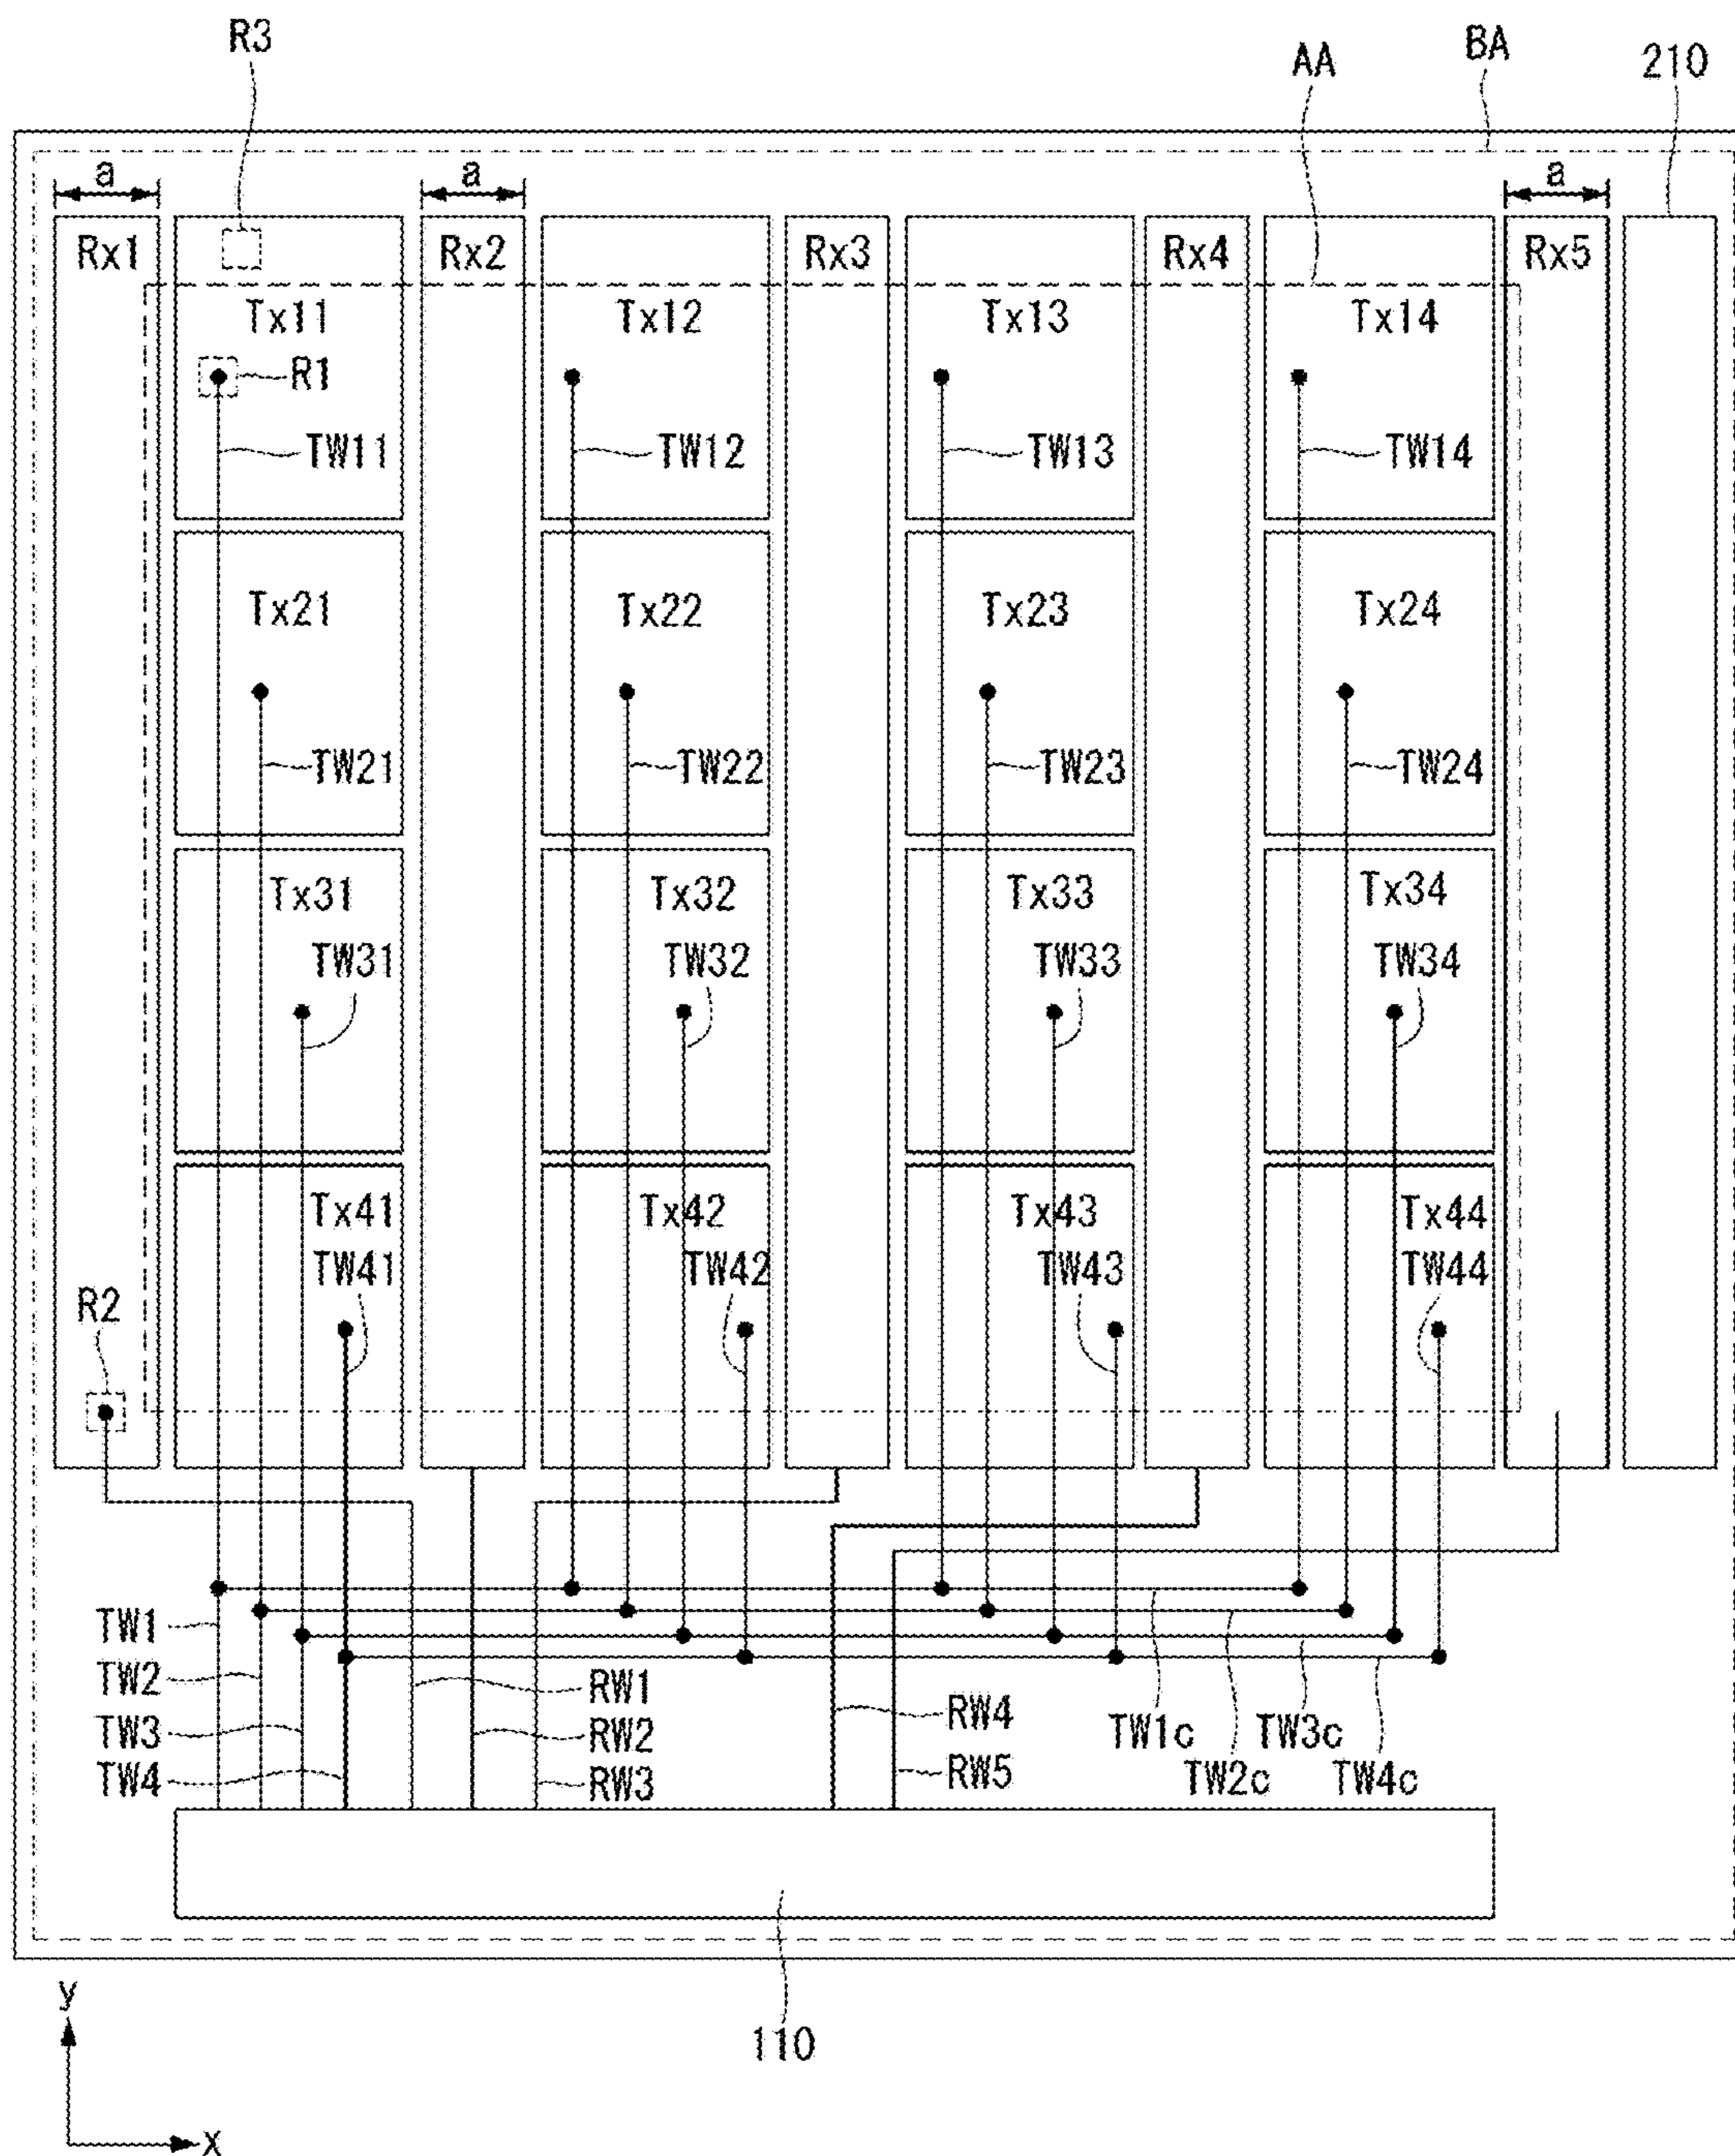 R3
AA
BA
210
a
a
a
Rx1
Rx2
Rx3
Rx4
Rx5
Tx11
Tx12
Tx13
Tx14
R1
TW11
TW12
TW13
TW14
Tx21
Tx22
Tx23
Tx24
TW21
TW22
TW23
TW24
Tx31
Tx32
Tx33
Tx34
TW31
TW32
TW33
TW34
Tx41
Tx42
Tx43
Tx44
TW41
TW42
TW43
TW44
R2
TW1
TW2
TW3
TW4
RW1
RW2
RW3
RW4
RW5
TW1c
TW3c
TW2c
TW4c
110
y
x